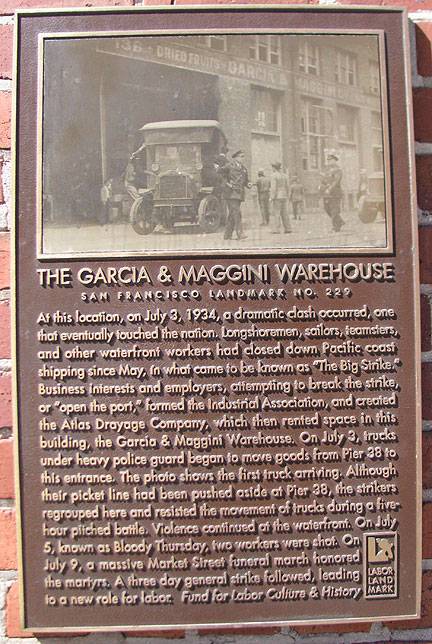 136 DRIED FRUITS GARCIA & MAGGINI
THE GARCIA & MAGGINI WAREHOUSE
SAN FRANCISCO LANDMARK NO. 229
At this location, on July 3, 1934, a dramatic clash occurred, one
that eventually touched the nation. Longshoremen, sailors, teamsters,
and other waterfront workers had closed down Pacific coast
shipping since May, in what came to be known as "The Big Strike."
Business interests and employers, attempting to break the strike,
or "open the port," formed the Industrial Association, and created
the Atlas Drayage Company, which then rented space in this
building, the Garcia & Maggini Warehouse. On July 3, trucks
under heavy police guard began to move goods from Pier 38 to
this entrance. The photo shows the first truck arriving. Although
their picket line had been pushed aside at Pier 38, the strikers
regrouped here and resisted the movement of trucks during a five-
hour pitched battle. Violence continued at the waterfront. On July
5, known as Bloody Thursday, two workers were shot. On
July 9, a massive Market Street funeral march honored
the martyrs. A three day general strike followed, leading
to a new role for labor. Fund for Labor Culture & History
LABOR
LAND
MARK